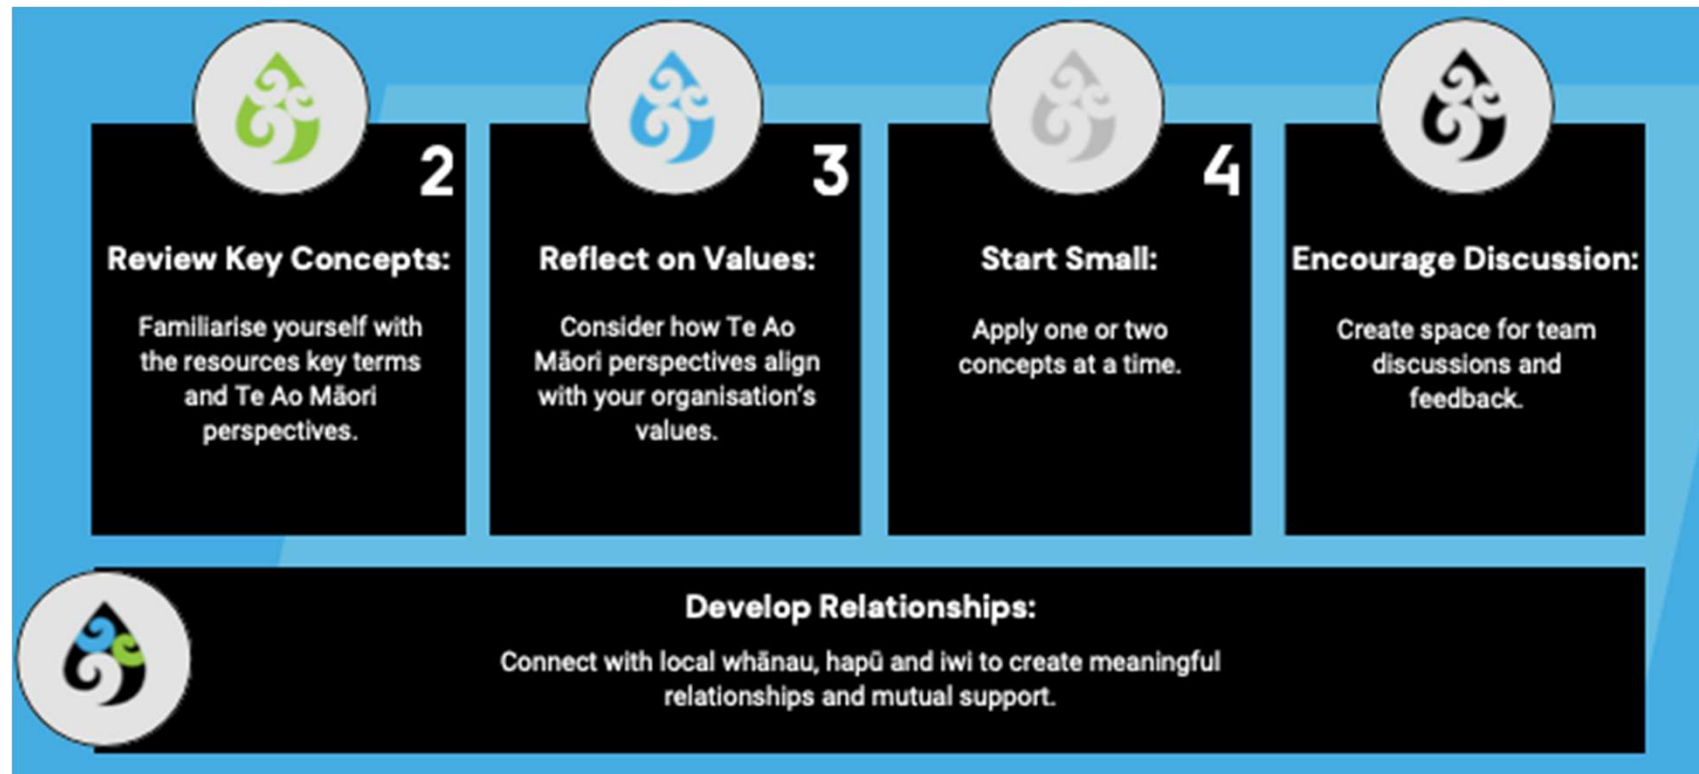 2
Review Key Concepts:
Familiarise yourself with
the resources key terms
and Te Ao Māori
perspectives.
3
Reflect on Values:
Consider how Te Ao
Māori perspectives align
with your organisation's
values.
4
Start Small:
Apply one or two
concepts at a time.
Encourage Discussion:
Create space for team
discussions and
feedback.
Develop Relationships:
Connect with local whānau, hapū and iwi to create meaningful
relationships and mutual support.